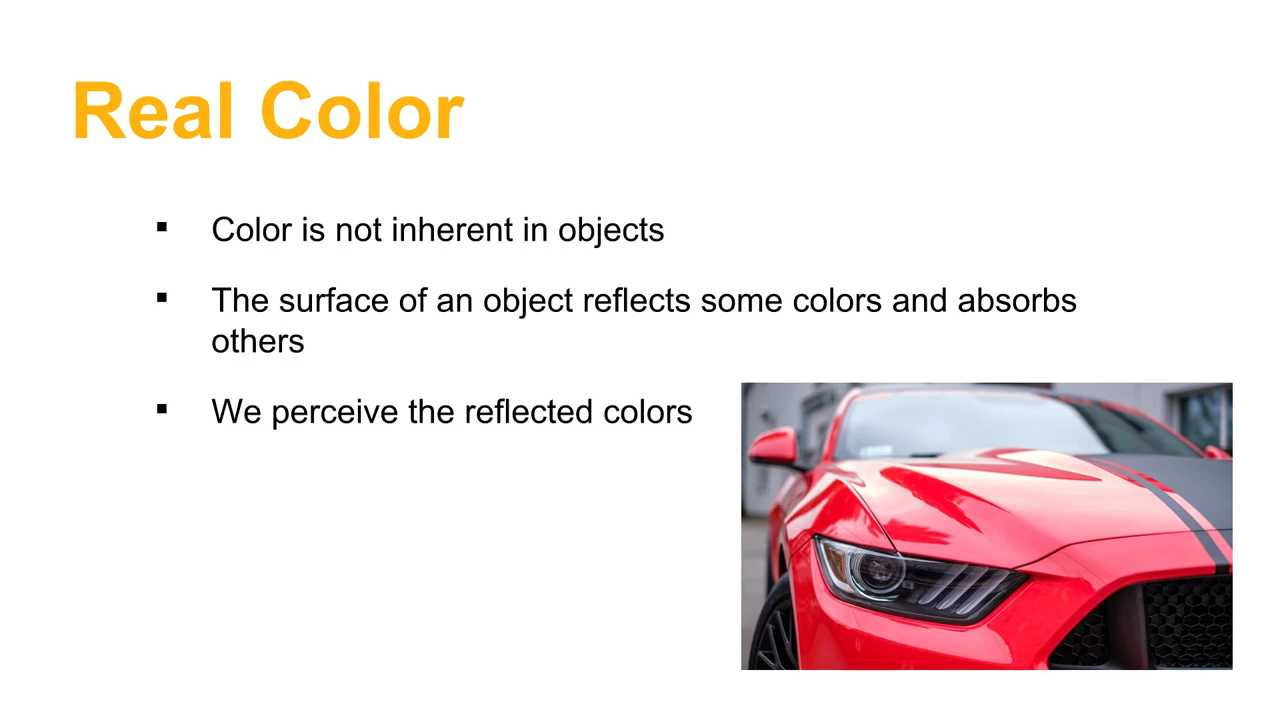 Real Color
▪ Color is not inherent in objects
▪ The surface of an object reflects some colors and absorbs
others
▪ We perceive the reflected colors